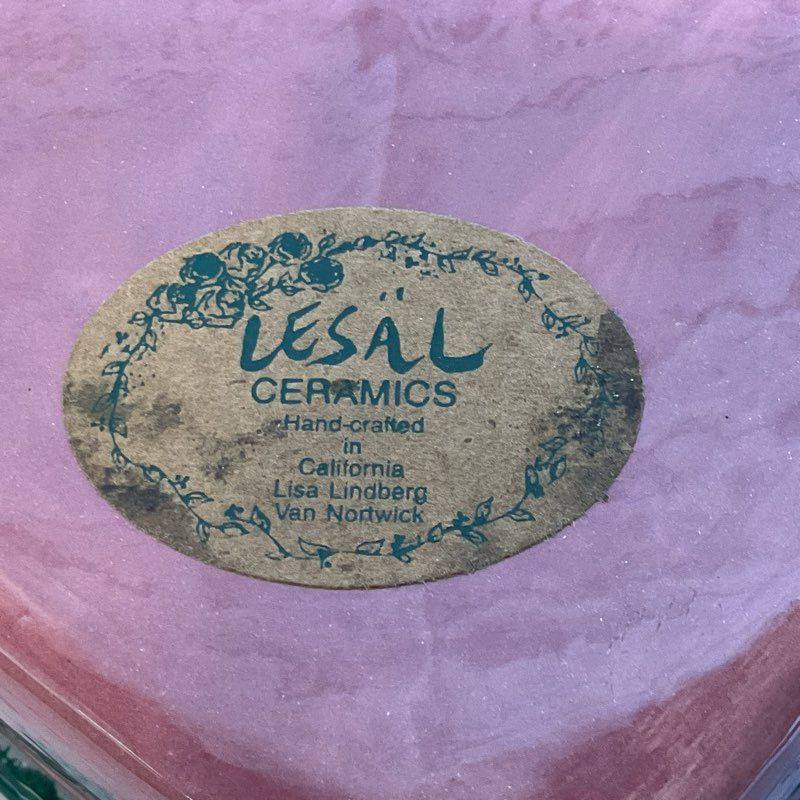 LESÄL
CERAMICS
Hand-crafted
in
California
Lisa Lindberg
Van Nortwick